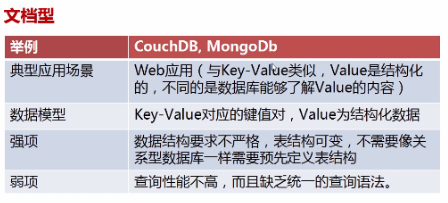 文档型
举例 CouchDB, MongoDb
典型应用场景 Web应用（与Key-Value类似，Value是结构化
的，不同的是数据库能够了解Value的内容）
数据模型 Key-Value对应的键值对，Value为结构化数据
强项 数据结构要求不严格，表结构可变，不需要像关
系型数据库一样需要预先定义表结构
弱项 查询性能不高，而且缺乏统一的查询语法。